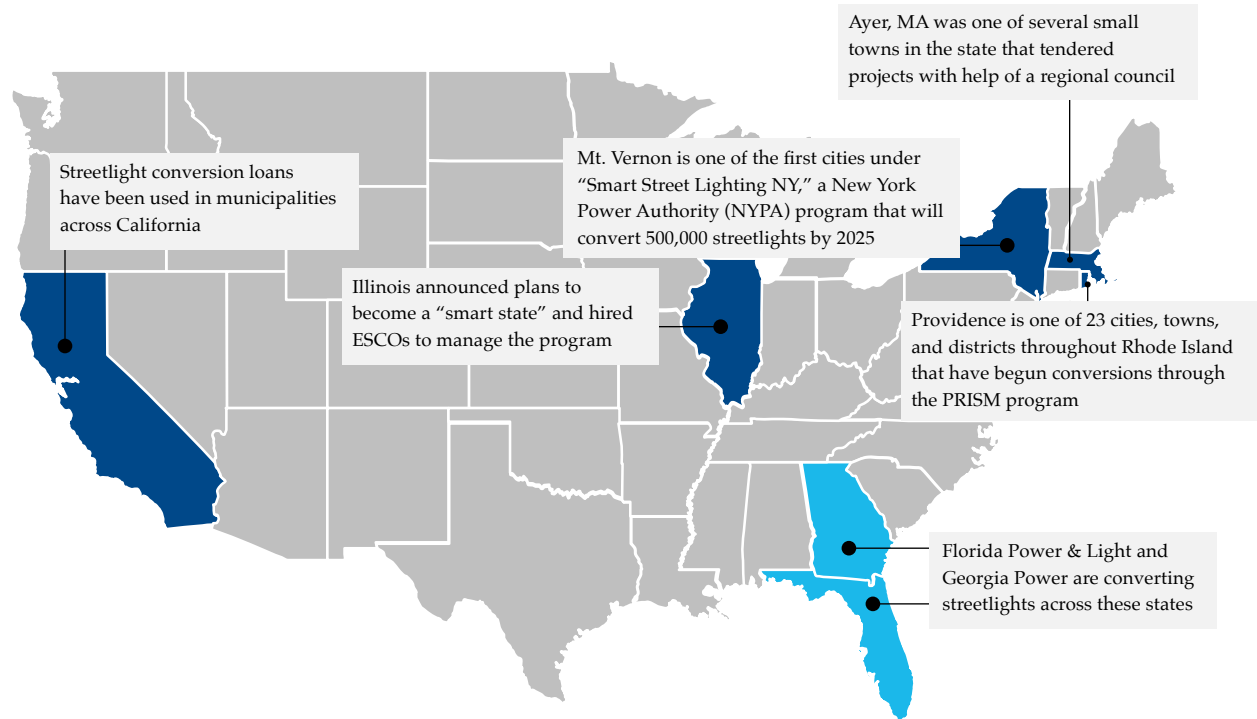 Ayer, MA was one of several small
towns in the state that tendered
projects with help of a regional council
Streetlight conversion loans
have been used in municipalities
across California
Mt. Vernon is one of the first cities under
“Smart Street Lighting NY,” a New York
Power Authority (NYPA) program that will
convert 500,000 streetlights by 2025
Illinois announced plans to
become a “smart state” and hired
ESCOs to manage the program
Providence is one of 23 cities, towns,
and districts throughout Rhode Island
that have begun conversions through
the PRISM program
Florida Power & Light and
Georgia Power are converting
streetlights across these states